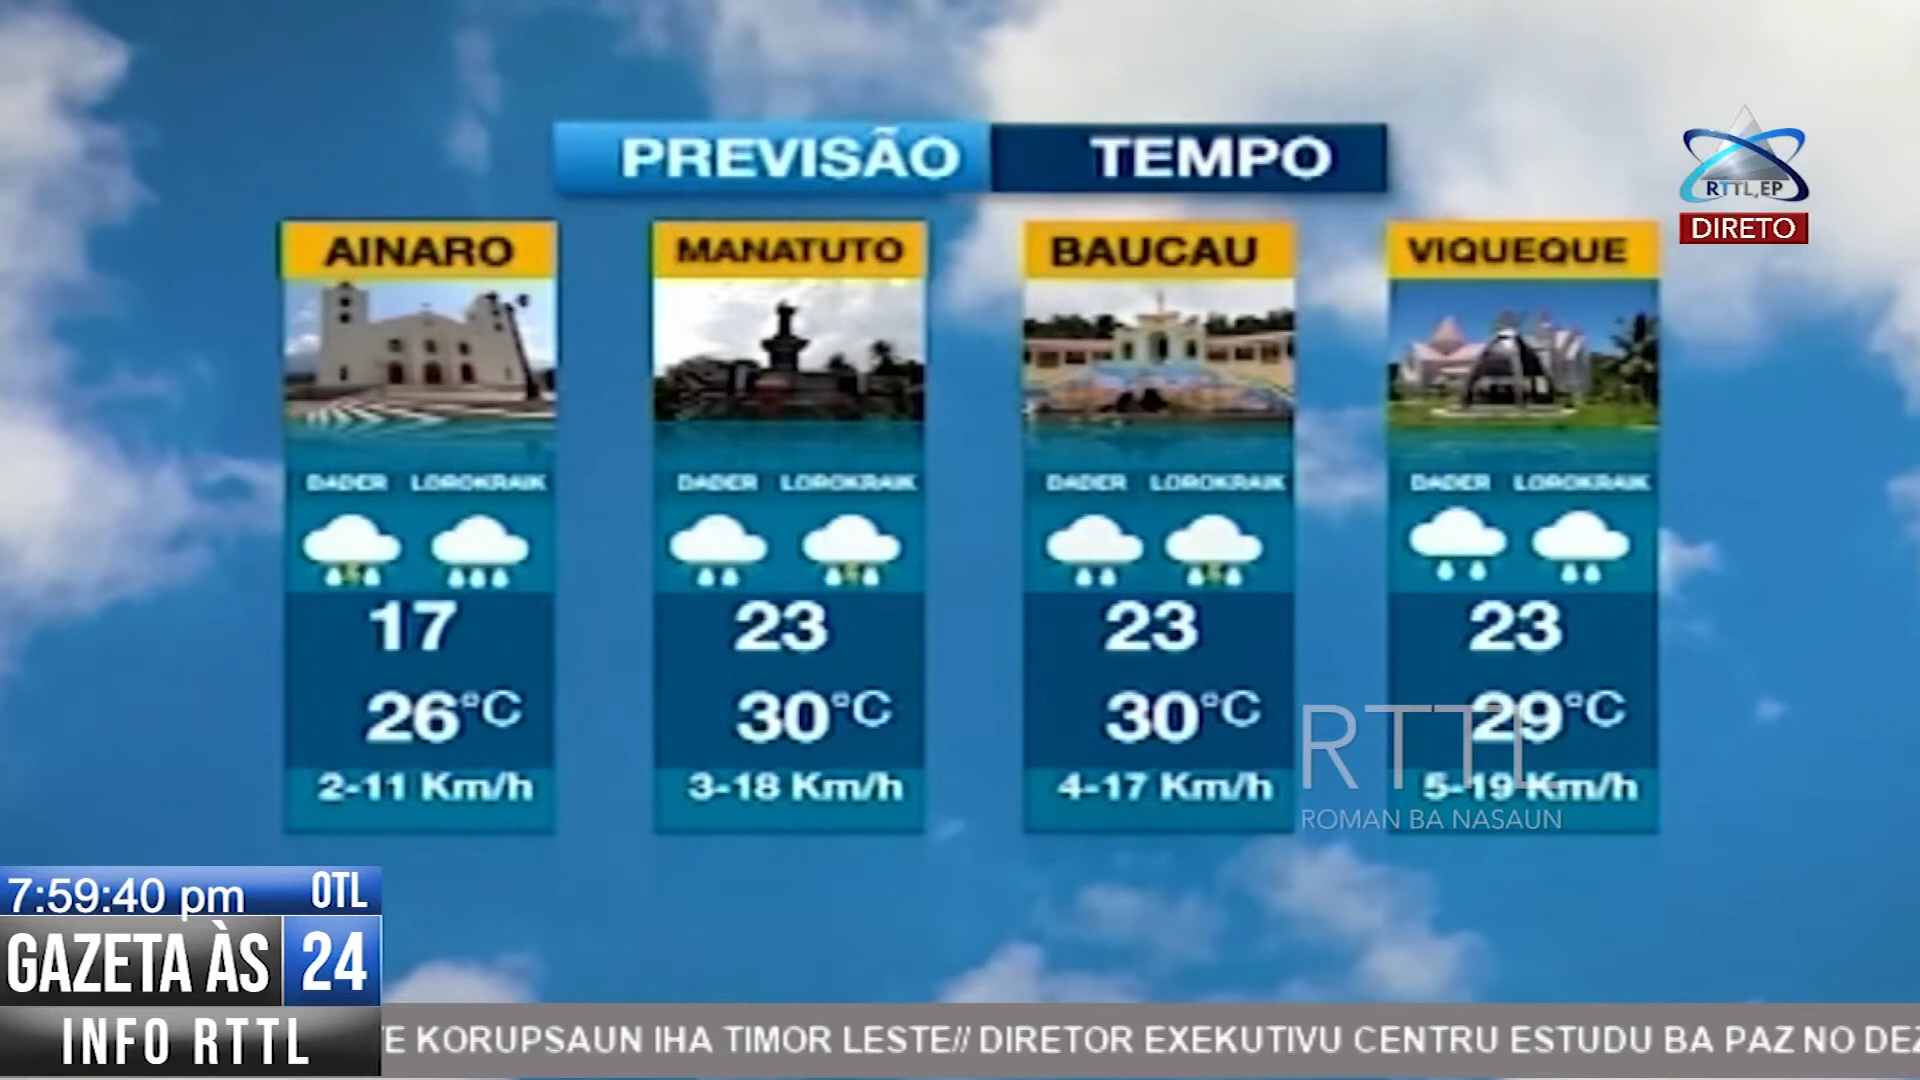 PREVISÃO TEMPO
RTTL,EP
DIRETO
AINARO
DADER LOROKRAIK
17
26°C
2-11 Km/h
MANATUTO
DADER LOROKRAIK
23
30°C
3-18 Km/h
BAUCAU
DADER LOROKRAIK
23
30°C
4-17 Km/h
VIQUEQUE
DADER LOROKRAIK
23
29°C
5-19 Km/h
RTTL
ROMAN BA NASAUN
7:59:40 pm OTL
GAZETA ÀS 24
INFO RTTL
E KORUPSAUN IHA TIMOR LESTE// DIRETOR EXEKUTIVU CENTRU ESTUDU BA PAZ NO DEZ